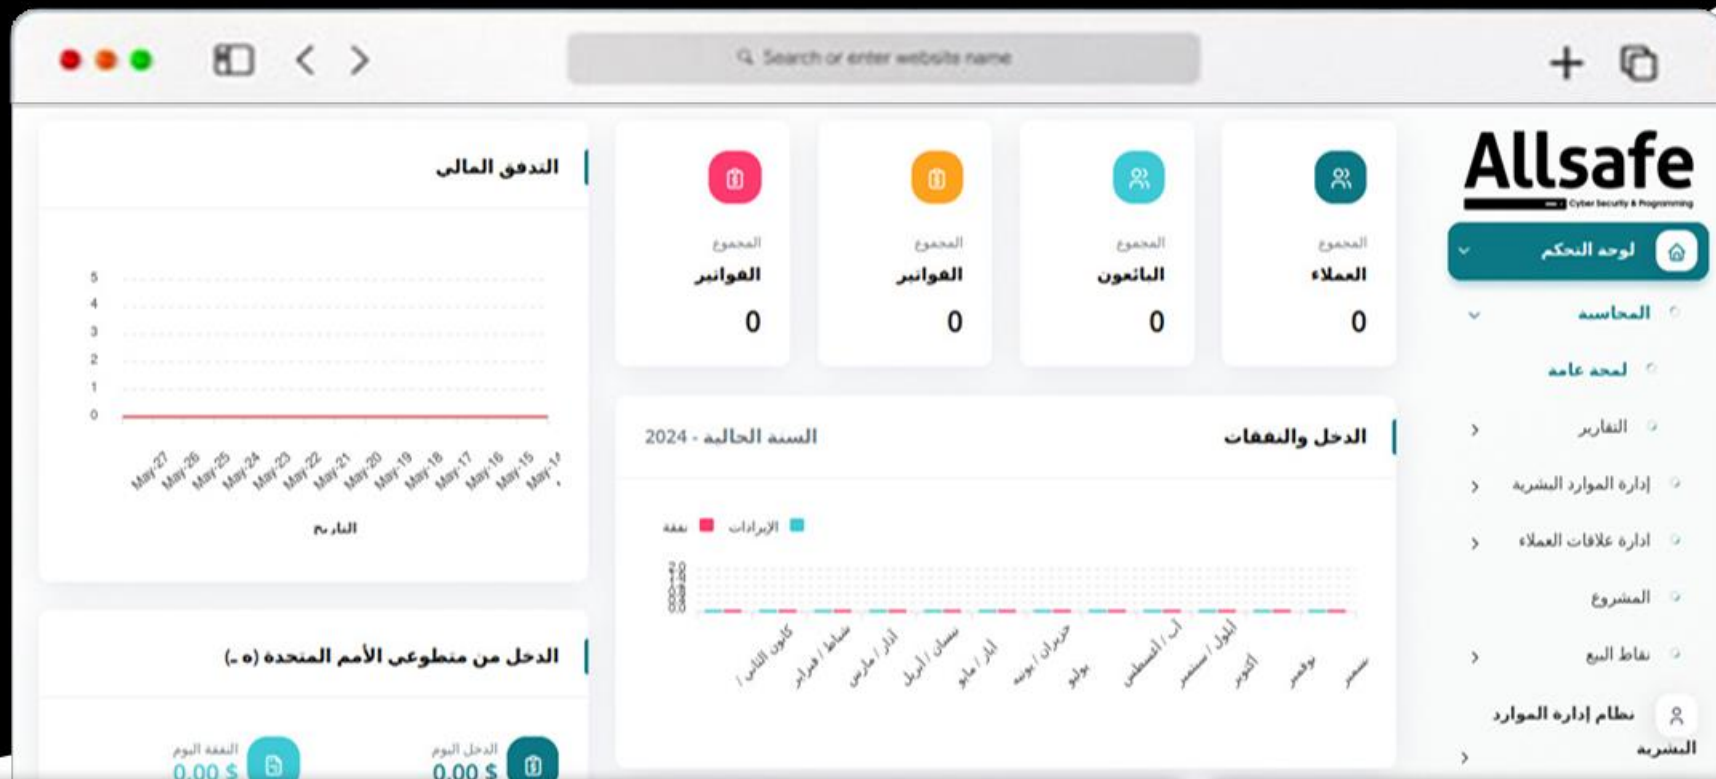 Search or enter website name
Allsafe
Cyber Security & Programming
لوحة التحكم
المحاسبة
لمحة عامة
التقارير
إدارة الموارد البشرية
ادارة علاقات العملاء
المشروع
نقاط البيع
نظام إدارة الموارد
البشرية
المجموع
العملاء
0
المجموع
البائعون
0
المجموع
الفواتير
0
المجموع
الفواتير
0
الدخل والنفقات
السنة الحالية - 2024
الإيرادات
نفقة
كانون الثاني /
شباط / فبراير
آذار / مارس
نيسان / أبريل
أيار / مايو
حزيران / يونيه
يوليو
آب / أغسطس
أيلول / سبتمبر
أكتوبر
نوفمبر
التدفق المالي
5
4
3
2
1
0
May-27
May-26
May-25
May-24
May-23
May-22
May-21
May-20
May-19
May-18
May-17
May-16
May-15
May-14
التاريخ
الدخل من متطوعي الأمم المتحدة (ه ـ)
الدخل اليوم
0.00 $
النفقة اليوم
0.00 $